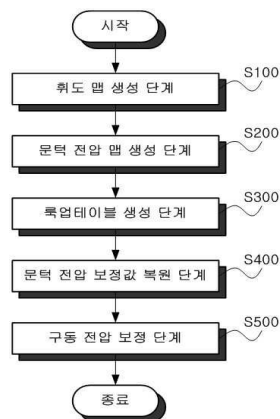 시작
S100
휘도 맵 생성 단계
S200
문턱 전압 맵 생성 단계
S300
룩업테이블 생성 단계
S400
문턱 전압 보정값 복원 단계
S500
구동 전압 보정 단계
종료